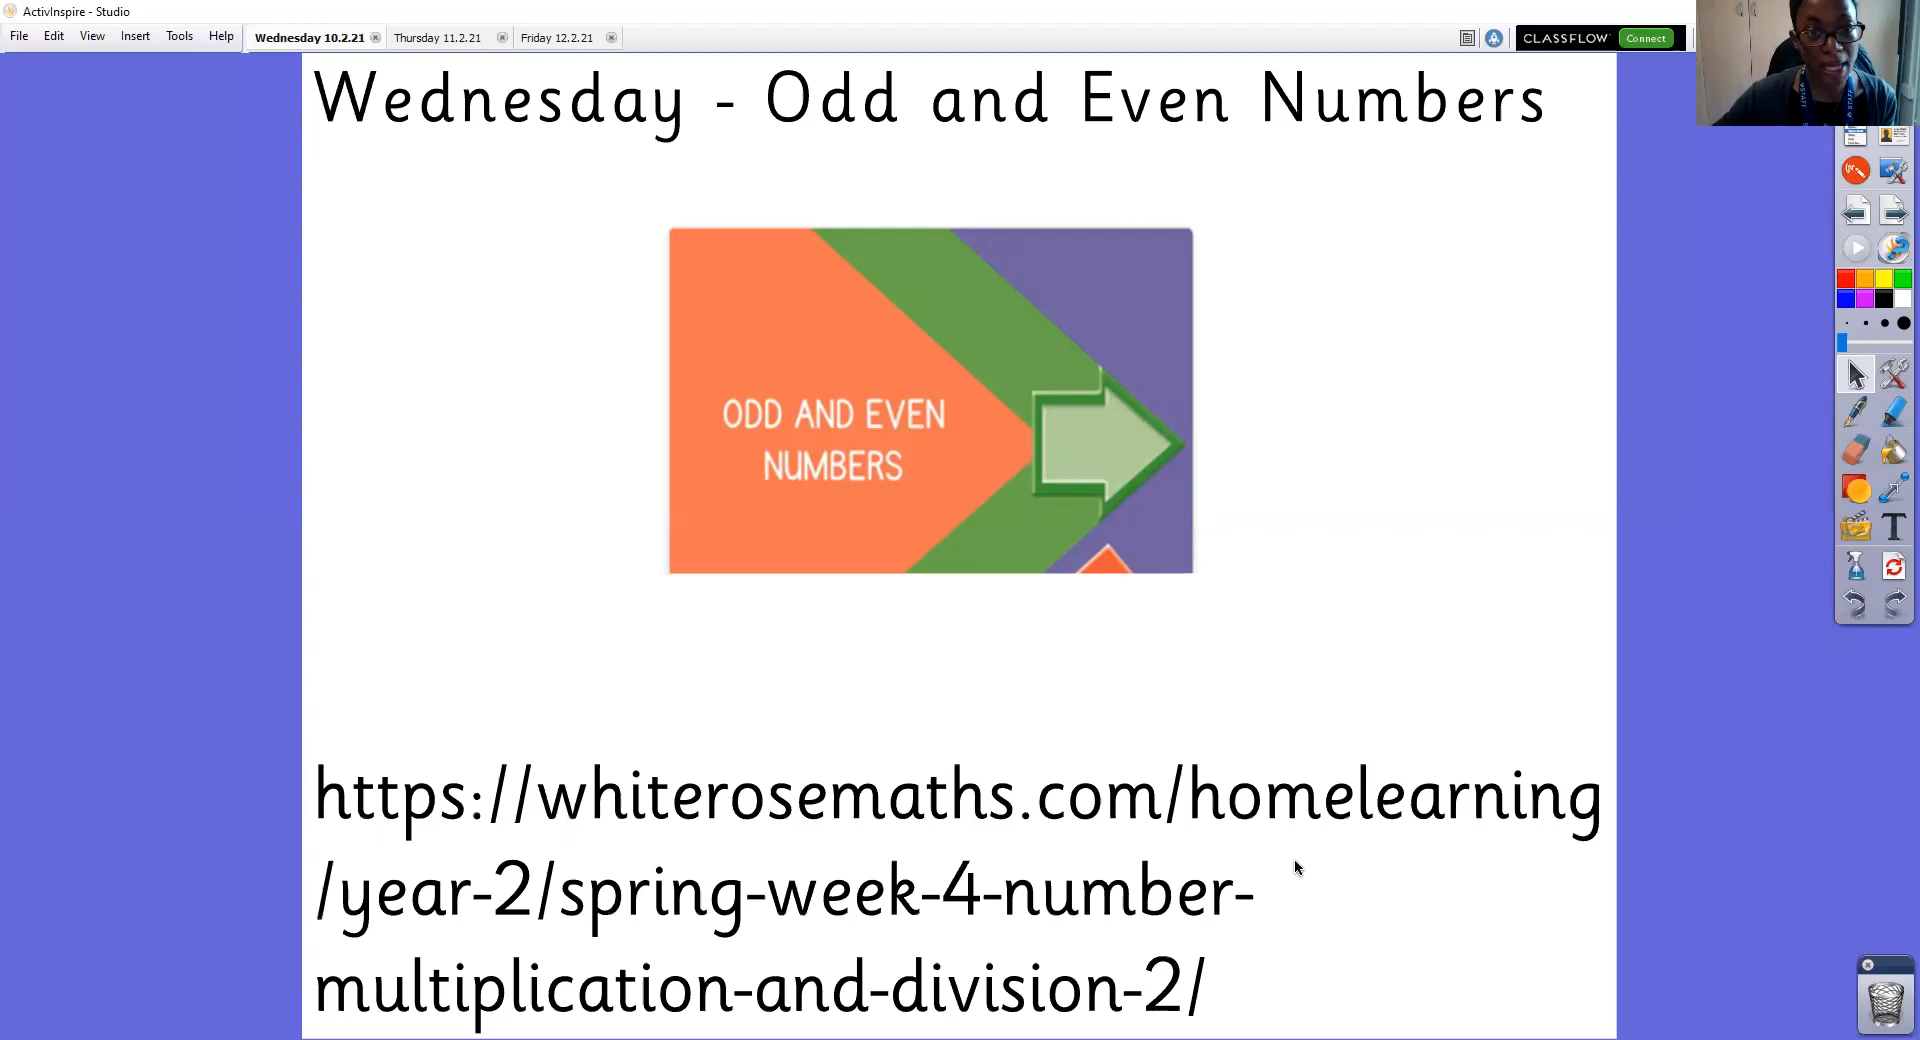 ActivInspire - Studio
File Edit View Insert Tools Help
Wednesday 10.2.21 Thursday 11.2.21 Friday 12.2.21
CLASSFLOW Connect
Wednesday - Odd and Even Numbers
ODD AND EVEN
NUMBERS
https://whiterosemaths.com/homelearning
/year-2/spring-week-4-number-
multiplication-and-division-2/
T